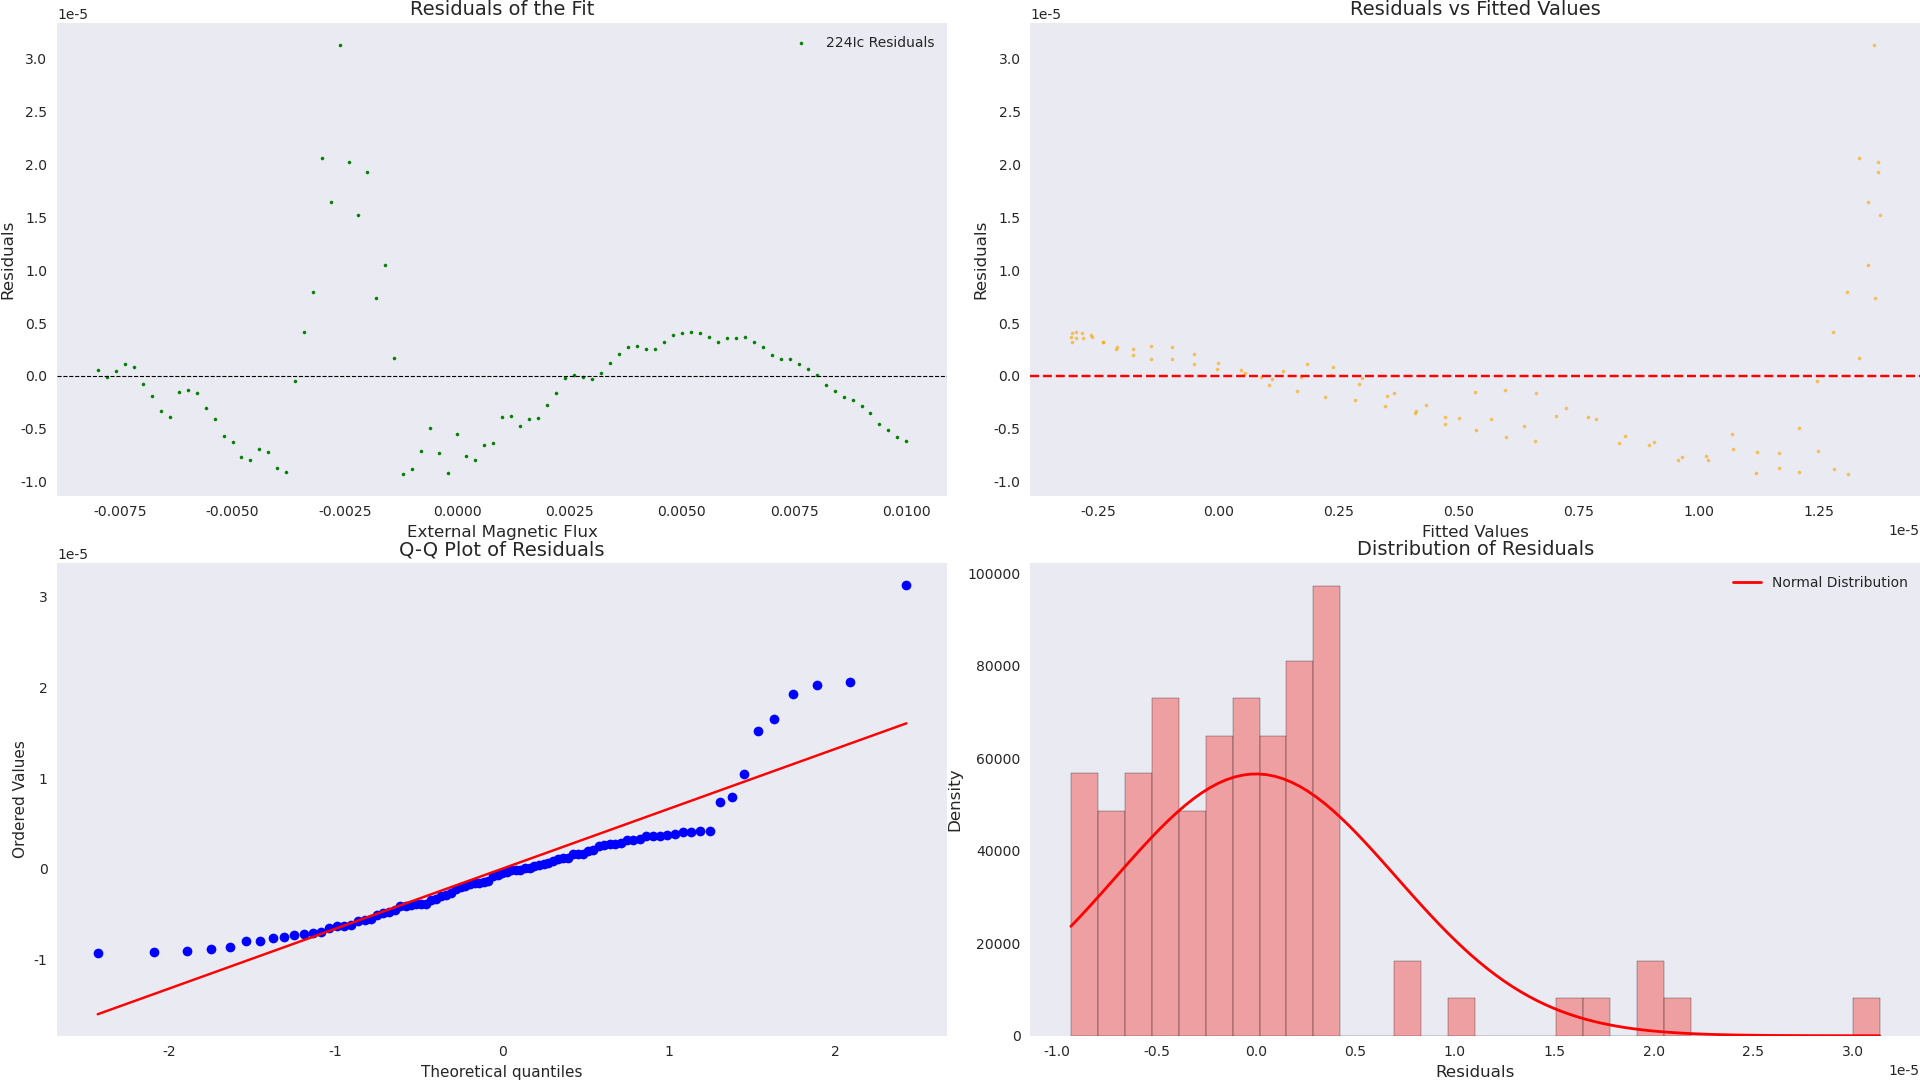 Residuals of the Fit
1e-5
224Ic Residuals
3.0
2.5
2.0
1.5
1.0
0.5
0.0
-0.5
-1.0
Residuals
-0.0075 -0.0050 -0.0025 0.0000 0.0025 0.0050 0.0075 0.0100
External Magnetic Flux
Residuals vs Fitted Values
1e-5
3.0
2.5
2.0
1.5
1.0
0.5
0.0
-0.5
-1.0
Residuals
-0.25 0.00 0.25 0.50 0.75 1.00 1.25
1e-5
Fitted Values
Q-Q Plot of Residuals
1e-5
3
2
1
0
-1
Ordered Values
-2 -1 0 1 2
Theoretical quantiles
Distribution of Residuals
Normal Distribution
100000
80000
60000
40000
20000
0
Density
-1.0 -0.5 0.0 0.5 1.0 1.5 2.0 2.5 3.0
1e-5
Residuals